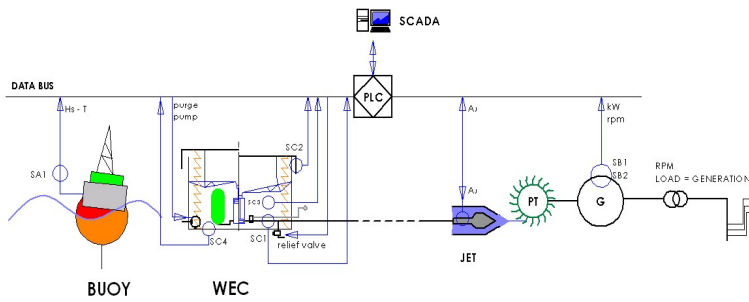 SCADA
DATA BUS
PLC
Hs - T
purge
pump
AJ
kW
rpm
SA1
SC2
SC3
SC4
SC1
relief valve
AJ
SB1
SB2
RPM
LOAD = GENERATION
PT
G
JET
BUOY
WEC